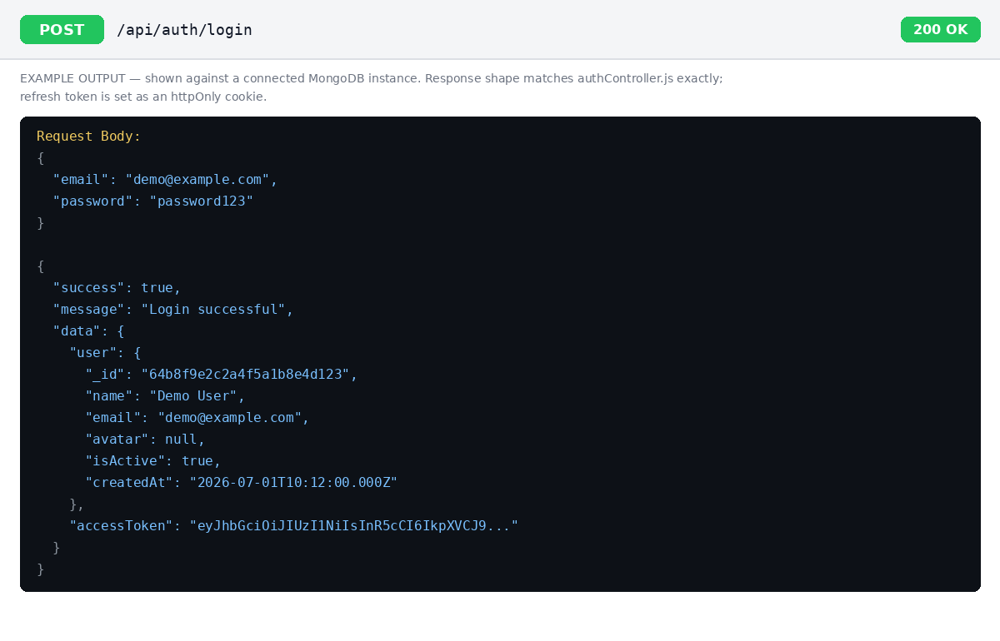 POST /api/auth/login 200 OK
EXAMPLE OUTPUT — shown against a connected MongoDB instance. Response shape matches authController.js exactly;
refresh token is set as an httpOnly cookie.
Request Body:
{
  "email": "demo@example.com",
  "password": "password123"
}

{
  "success": true,
  "message": "Login successful",
  "data": {
    "user": {
      "_id": "64b8f9e2c2a4f5a1b8e4d123",
      "name": "Demo User",
      "email": "demo@example.com",
      "avatar": null,
      "isActive": true,
      "createdAt": "2026-07-01T10:12:00.000Z"
    },
    "accessToken": "eyJhbGciOiJIUzI1NiIsInR5cCI6IkpXVCJ9..."
  }
}